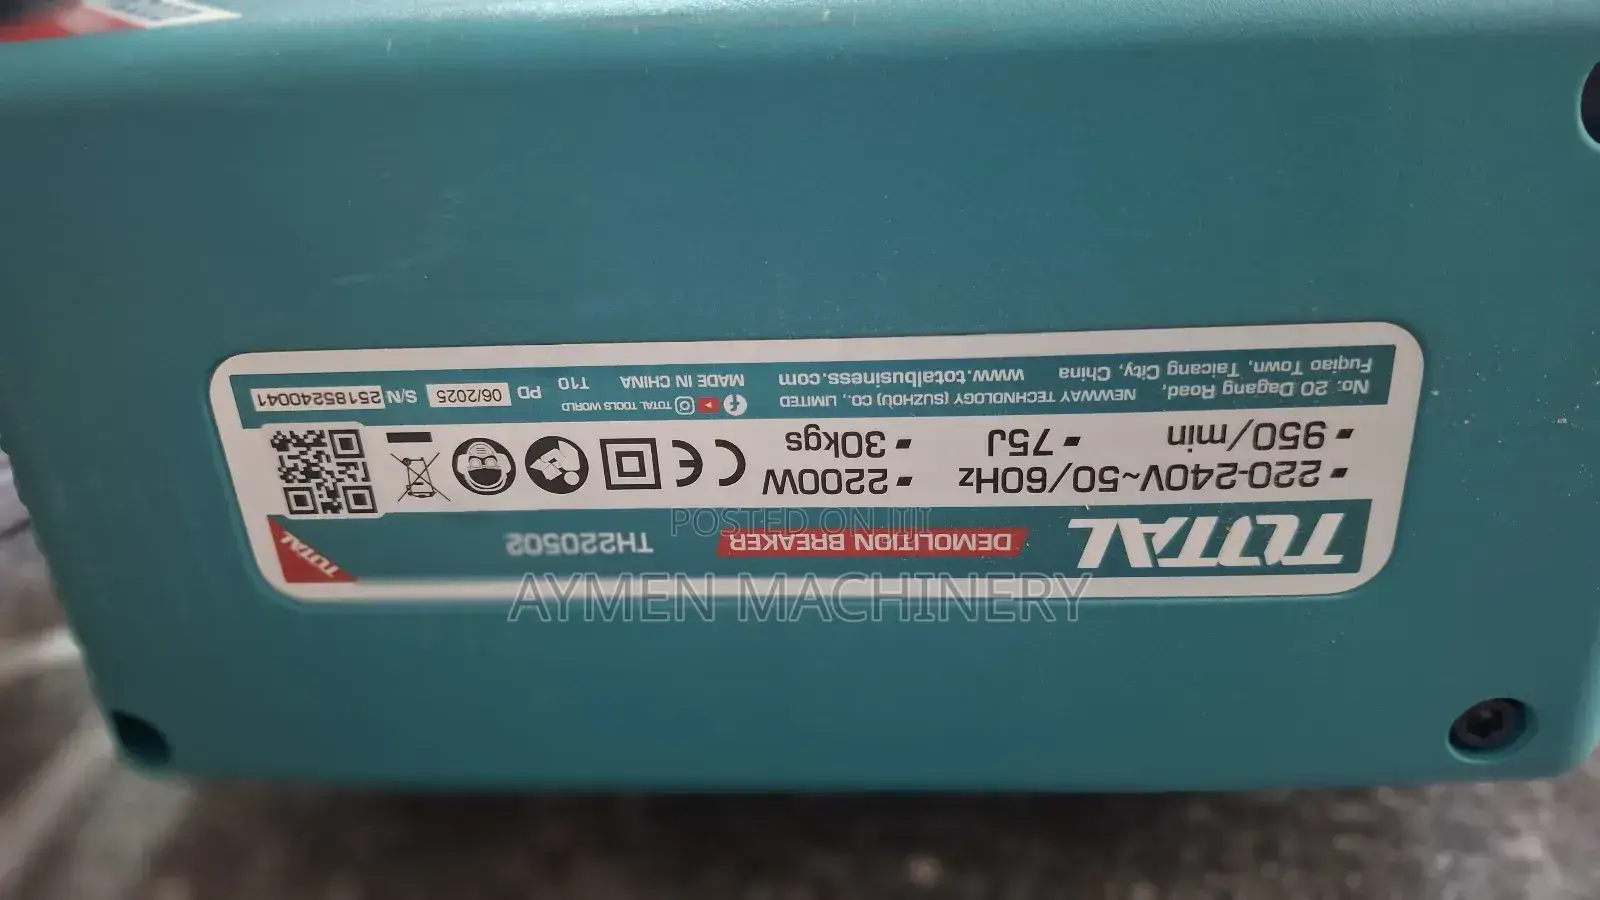 TOTAL DEMOLITION BREAKER TH220502
TOTAL
220-240V~50/60Hz 2200W
950/min 75J 30kgs
CE
No: 20 Dagang Road, NEWWAY TECHNOLOGY (SUZHOU) CO., LIMITED TOTAL TOOLS WORLD PD 06/2025 S/N 25185240041
Fuqiao Town, Taicang City, China www.totalbusiness.com MADE IN CHINA T10
POSTED ON JIJI
AYMEN MACHINERY